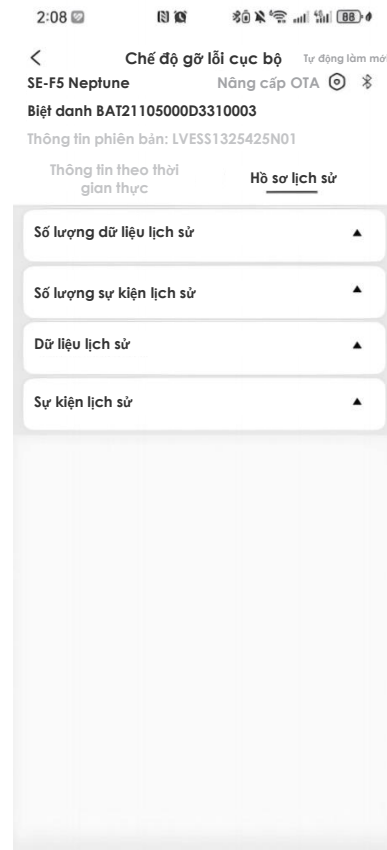 2:08 88
Chế độ gỡ lỗi cục bộ Tự động làm mới
SE-F5 Neptune Nâng cấp OTA
Biệt danh BAT21105000D3310003
Thông tin phiên bản: LVESS1325425N01
Thông tin theo thời
gian thực
Hồ sơ lịch sử
Số lượng dữ liệu lịch sử
Số lượng sự kiện lịch sử
Dữ liệu lịch sử
Sự kiện lịch sử